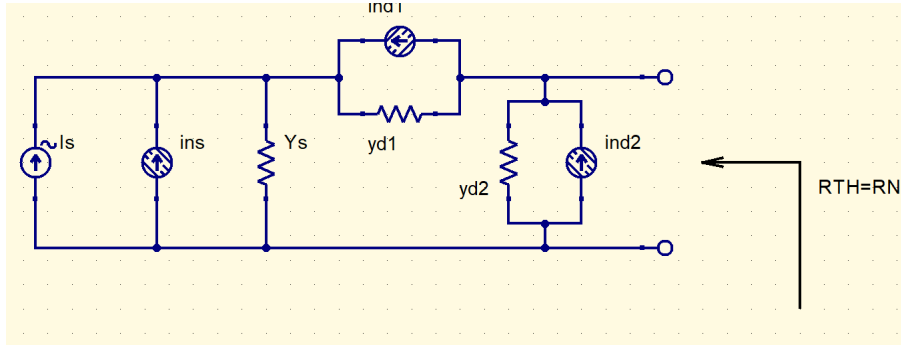 ind1
Is
ins
Ys
yd1
yd2
ind2
RTH=RN